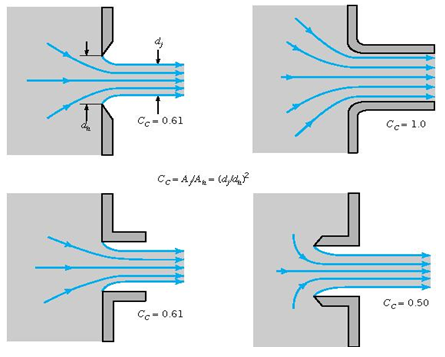 d_j
d_h
C_C = 0.61
C_C = 1.0
C_C = A_j/A_h = (d_j/d_h)^2
C_C = 0.61
C_C = 0.50